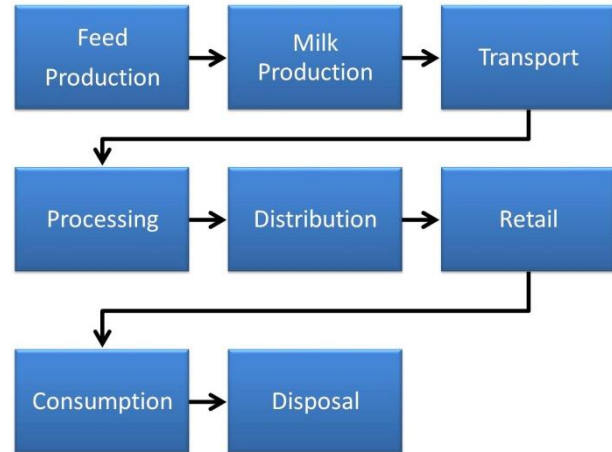 Feed
Production
Milk
Production
Transport
Processing
Distribution
Retail
Consumption
Disposal